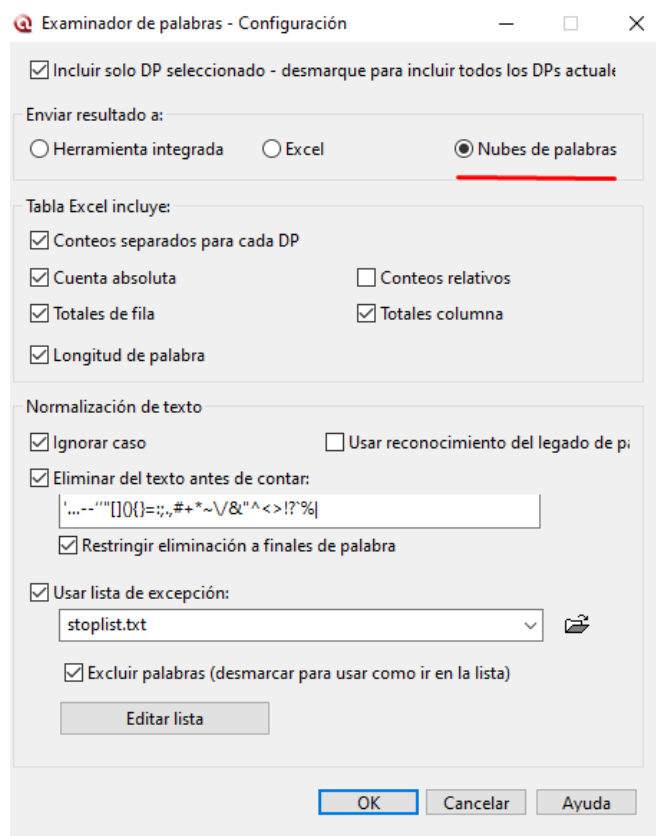 Examinador de palabras - Configuración
Incluir solo DP seleccionado - desmarque para incluir todos los DPs actuale
Enviar resultado a:
Herramienta integrada Excel Nubes de palabras
Tabla Excel incluye:
Conteos separados para cada DP
Cuenta absoluta Conteos relativos
Totales de fila Totales columna
Longitud de palabra
Normalización de texto
Ignorar caso Usar reconocimiento del legado de pa
Eliminar del texto antes de contar:
'...--‘’"[](){}=:;.,#+*~\/&"^<>!?`%
Restringir eliminación a finales de palabra
Usar lista de excepción:
stoplist.txt
Excluir palabras (desmarcar para usar como ir en la lista)
Editar lista
OK Cancelar Ayuda